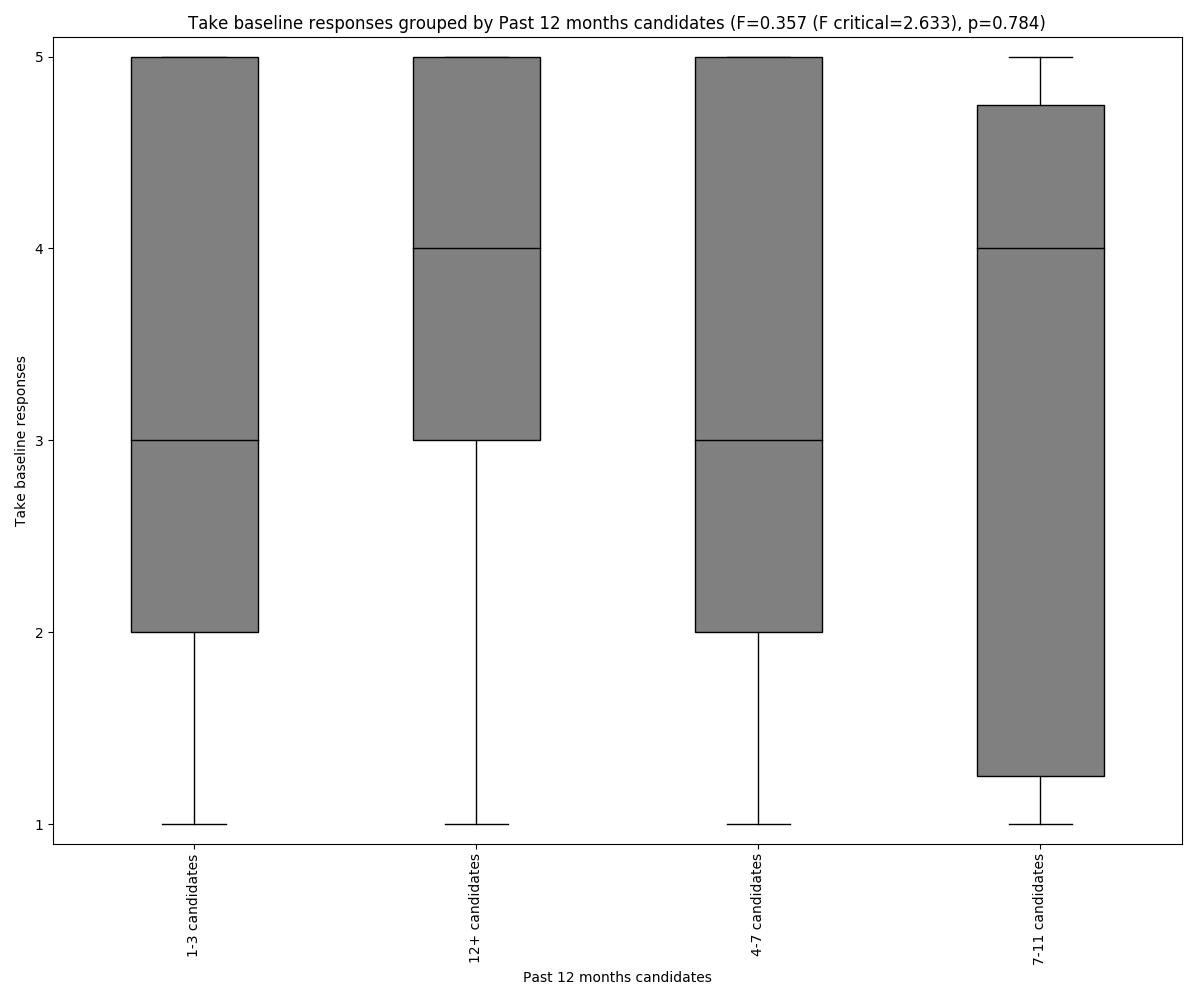 Take baseline responses grouped by Past 12 months candidates (F=0.357 (F critical=2.633), p=0.784)
5
4
3
2
1
Take baseline responses
1-3 candidates
12+ candidates
4-7 candidates
7-11 candidates
Past 12 months candidates